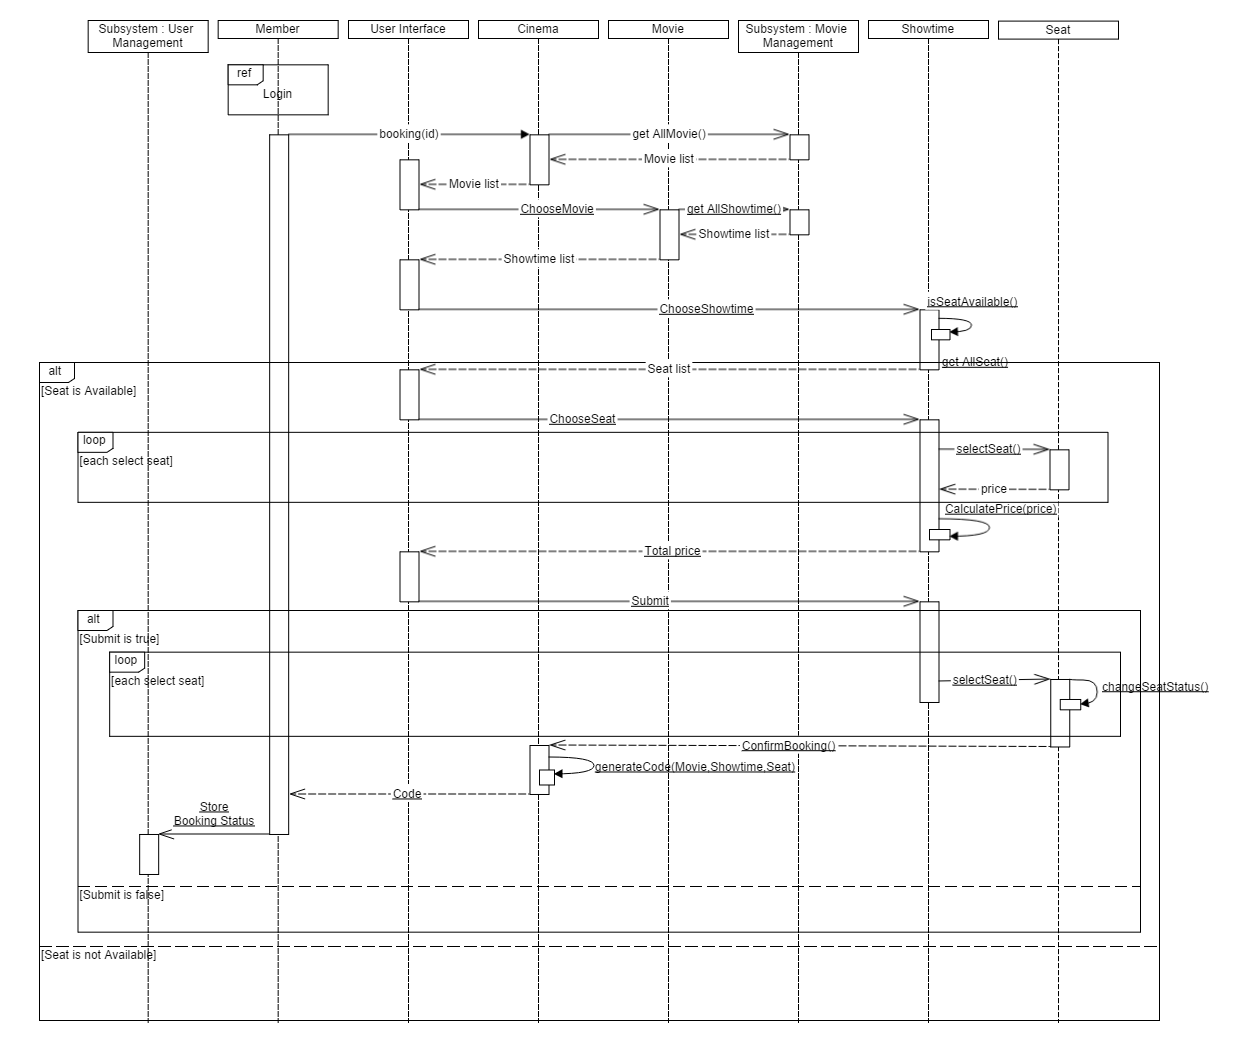 Subsystem : User
Management
Member
User Interface
Cinema
Movie
Subsystem : Movie
Management
Showtime
Seat
ref
Login
booking(id)
get AllMovie()
Movie list
Movie list
ChooseMovie
get AllShowtime()
Showtime list
Showtime list
isSeatAvailable()
ChooseShowtime
get AllSeat()
alt
Seat list
[Seat is Available]
ChooseSeat
loop
selectSeat()
[each select seat]
price
CalculatePrice(price)
Total price
Submit
alt
[Submit is true]
loop
[each select seat]
selectSeat()
changeSeatStatus()
ConfirmBooking()
generateCode(Movie,Showtime,Seat)
Code
Store
Booking Status
[Submit is false]
[Seat is not Available]